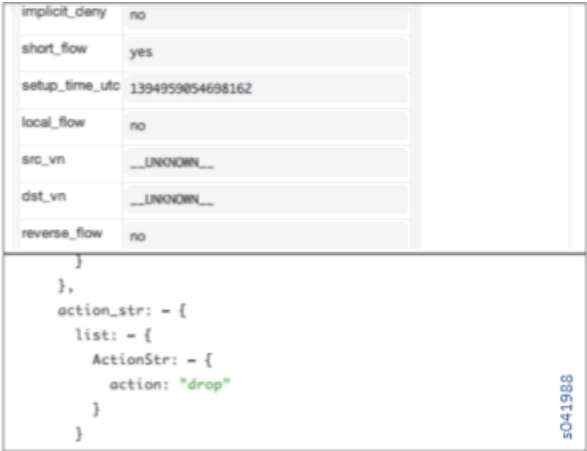 implicit_deny no
short_flow yes
setup_time_utc 1394959054698162
local_flow no
src_vn __UNKNOWN__
dst_vn __UNKNOWN__
reverse_flow no
}
},
action_str: – {
list: – {
ActionStr: – {
action: "drop"
}
}
s041988